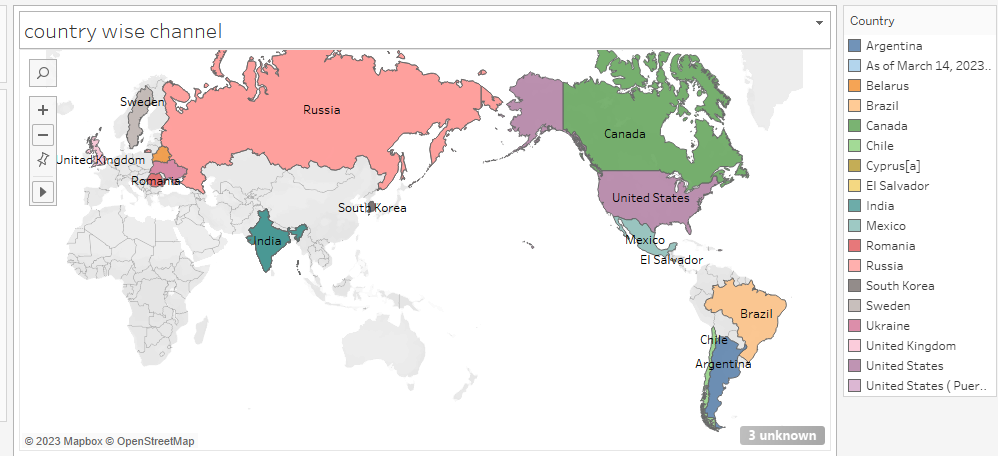 country wise channel
Country
Argentina
As of March 14, 2023..
Belarus
Brazil
Canada
Chile
Cyprus[a]
El Salvador
India
Mexico
Romania
Russia
South Korea
Sweden
Ukraine
United Kingdom
United States
United States ( Puer..
Sweden
Russia
Canada
United Kingdom
Romania
United States
South Korea
India
Mexico
El Salvador
Brazil
Chile
Argentina
© 2023 Mapbox © OpenStreetMap
3 unknown